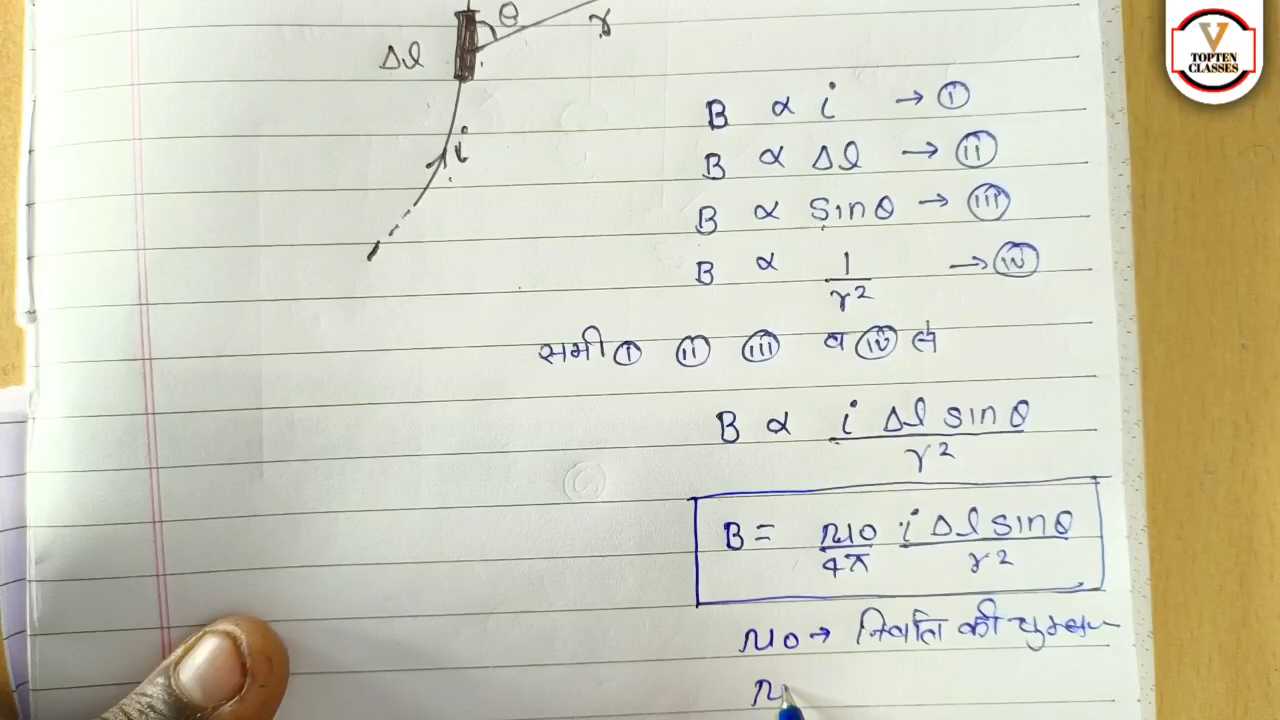 θ
r
Δl
i
V
TOPTEN
CLASSES
B ∝ i → (i)
B ∝ Δl → (ii)
B ∝ sinθ → (iii)
B ∝ 1/r² → (iv)
सभी (i) (ii) (iii) व (iv) से
B ∝ i Δl sinθ / r²
B = μ0/4π i Δl sinθ / r²
μ0 → निर्वात की
μ